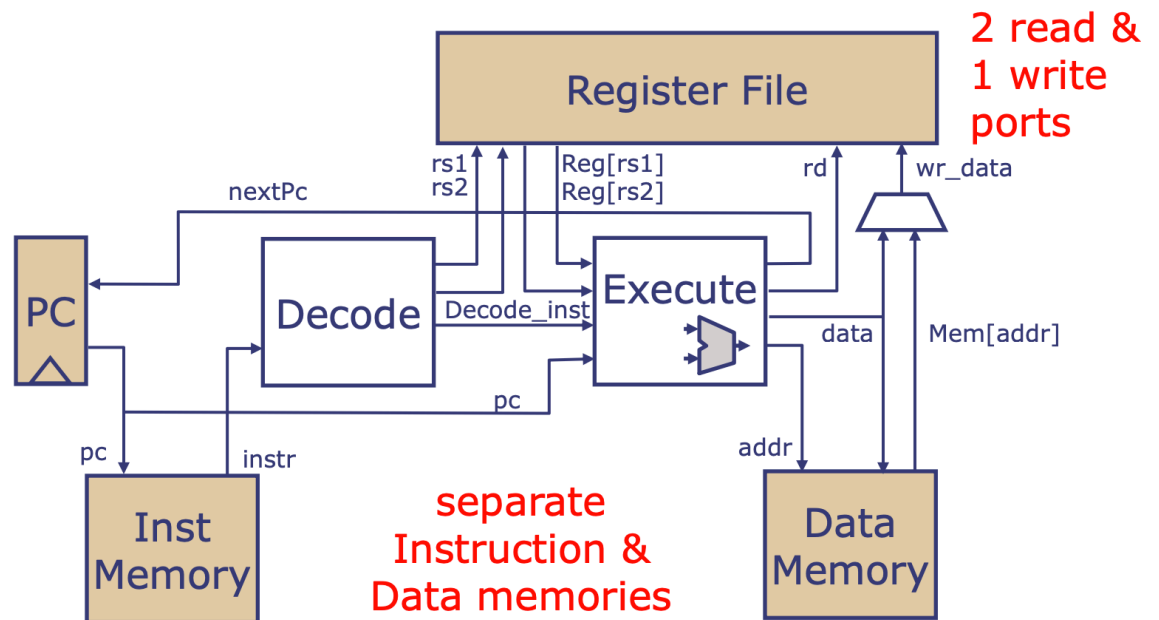 2 read &
1 write
ports
Register File
rs1
rs2
Reg[rs1]
Reg[rs2]
rd
wr_data
nextPc
PC
Decode
Decode_inst
Execute
data
Mem[addr]
pc
pc
instr
addr
Inst
Memory
separate
Instruction &
Data memories
Data
Memory